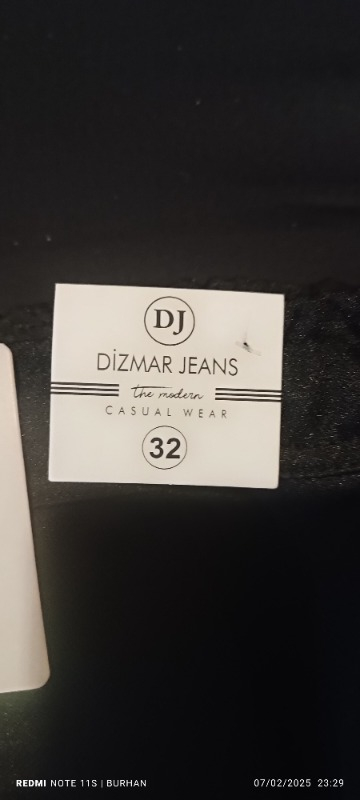 DJ
DİZMAR JEANS
the modern
CASUAL WEAR
32
REDMI NOTE 11S | BURHAN
07/02/2025 23:29